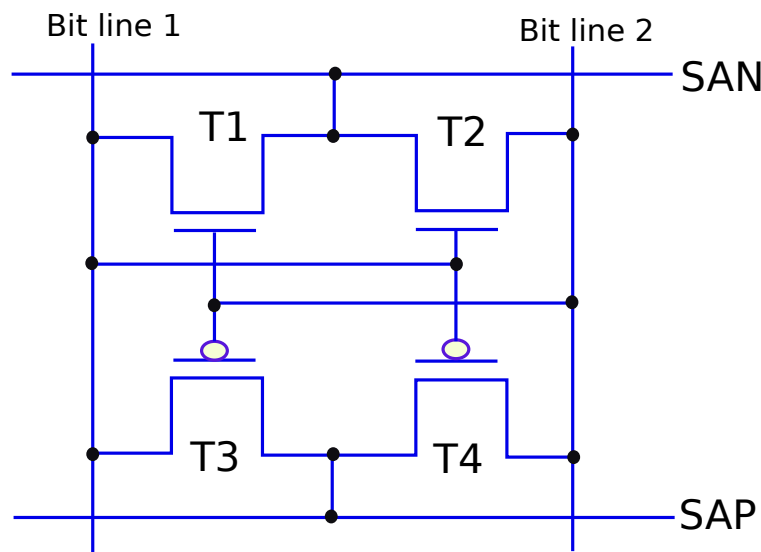 Bit line 1
Bit line 2
SAN
T1
T2
T3
T4
SAP